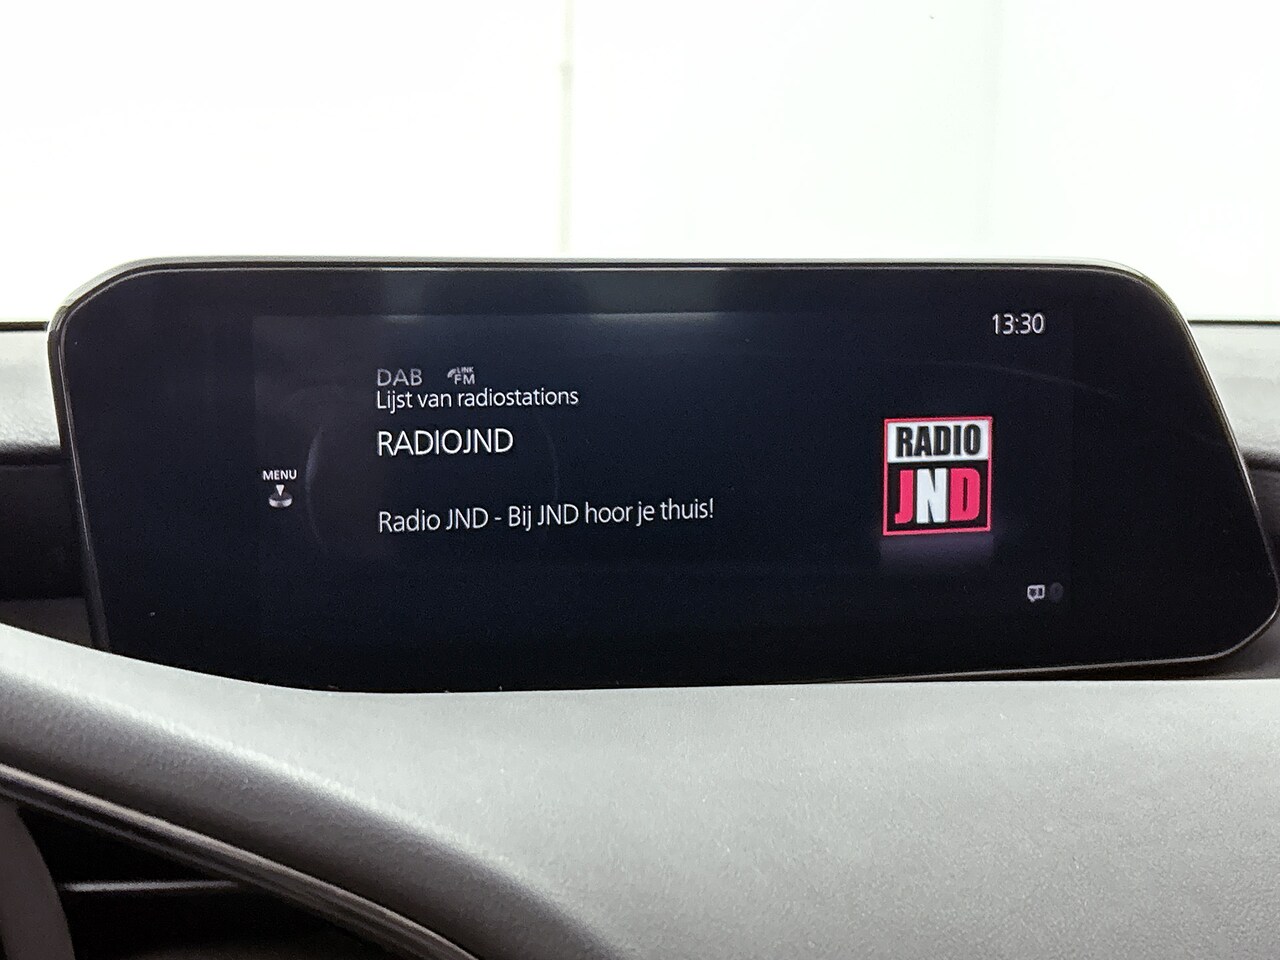 13:30
DAB LINK FM
Lijst van radiostations
RADIOJND
MENU
Radio JND - Bij JND hoor je thuis!
RADIO
JND